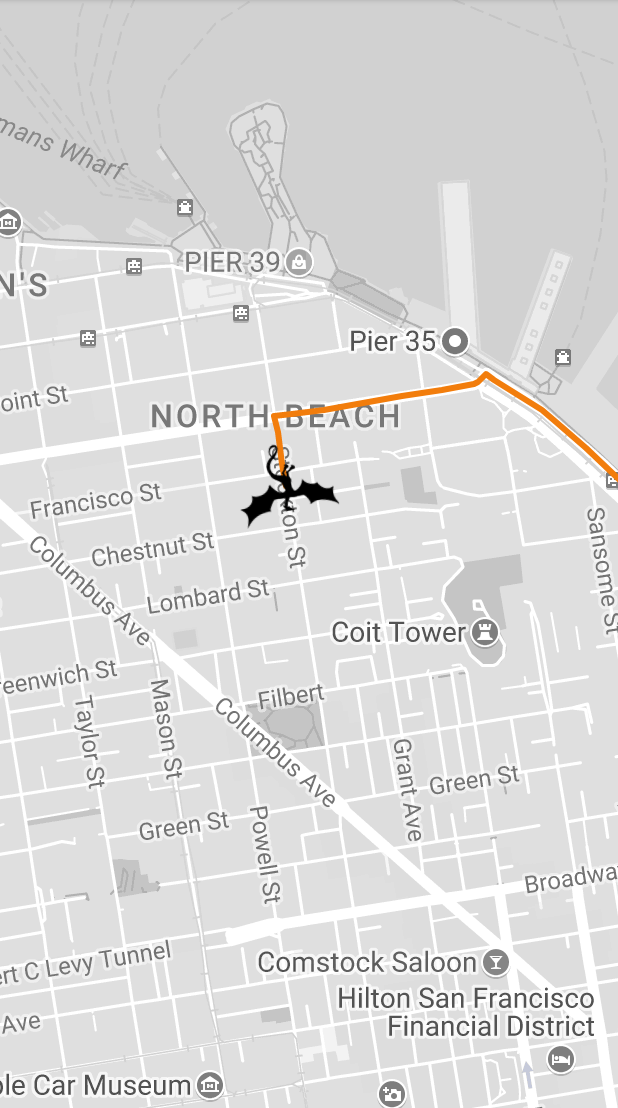 mans Wharf
PIER 39
N'S
Pier 35
oint St
NORTH BEACH
Francisco St
Sansome St
Chestnut St
Columbus Ave
Lombard St
Coit Tower
reenwich St
Filbert
Taylor St
Mason St
Columbus Ave
Grant Ave
Green St
Green St
Powell St
Broadwa
rt C Levy Tunnel
Comstock Saloon
Hilton San Francisco
Financial District
Ave
ble Car Museum